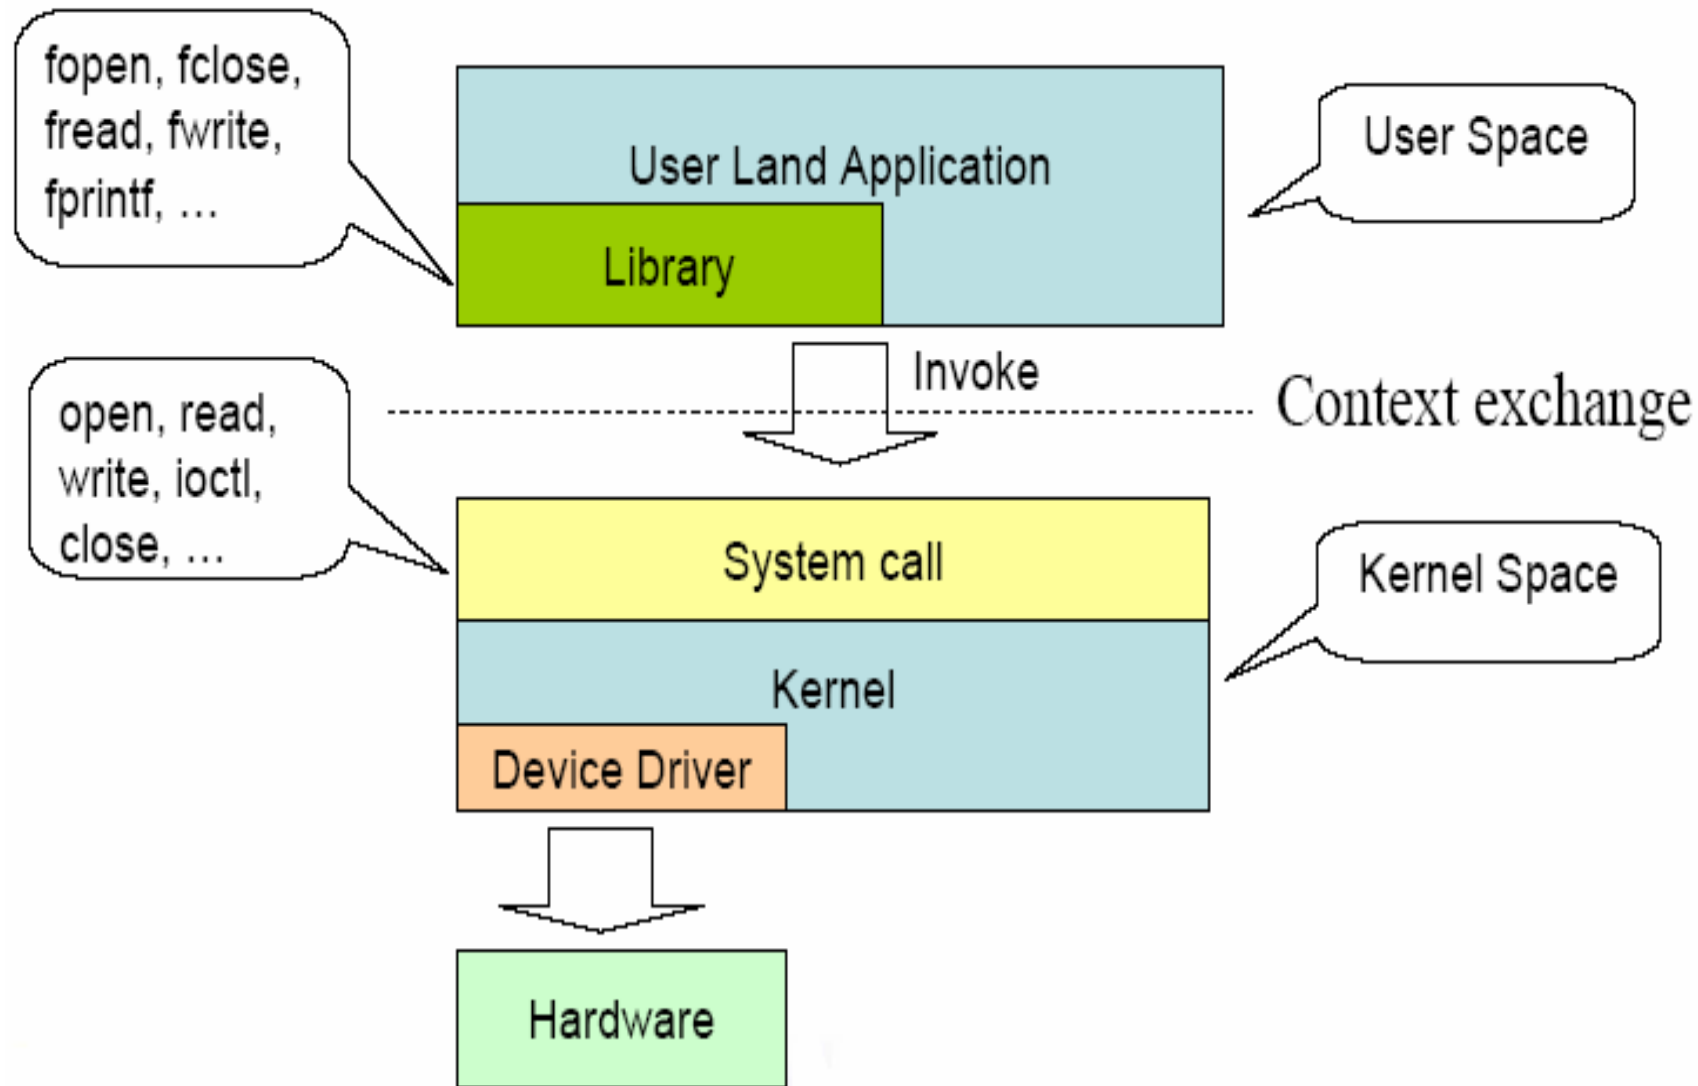 fopen, fclose,
fread, fwrite,
fprintf, ...
User Land Application
User Space
Library
Invoke
Context exchange
open, read,
write, ioctl,
close, ...
System call
Kernel Space
Kernel
Device Driver
Hardware